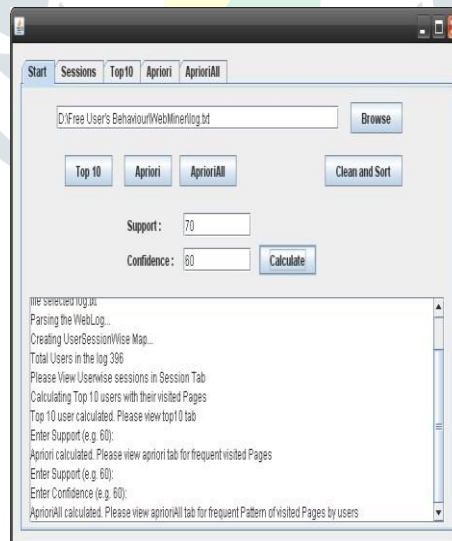 Start Sessions Top10 Apriori AprioriAll
D:\Free User's Behaviour\WebMiner\log.txt Browse
Top 10 Apriori AprioriAll Clean and Sort
Support : 70
Confidence : 60 Calculate
file selected log.txt
Parsing the WebLog...
Creating UserSessionWise Map...
Total Users in the log 396
Please View Userwise sessions in Session Tab
Calculating Top 10 users with their visited Pages
Top 10 user calculated. Please view top10 tab
Enter Support (e.g. 60):
Apriori calculated. Please view apriori tab for frequent visited Pages
Enter Support (e.g. 60):
Enter Confidence (e.g. 60):
AprioriAll calculated. Please view aprioriAll tab for frequent Pattern of visited Pages by users